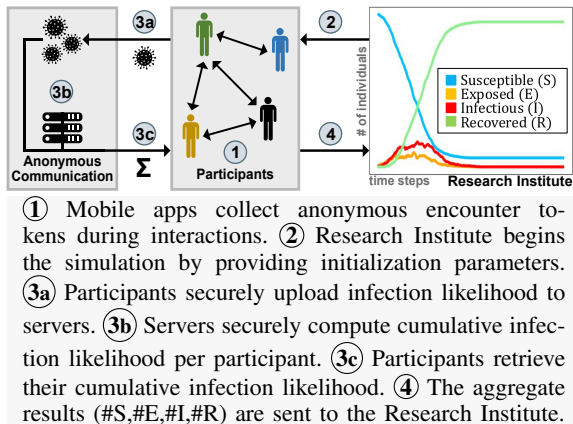 3a
2
# of individuals
Susceptible (S)
Exposed (E)
Infectious (I)
Recovered (R)
3b
3c
Σ
1
4
Anonymous
Communication
Participants
time steps
Research Institute
1 Mobile apps collect anonymous encounter to-
kens during interactions. 2 Research Institute begins
the simulation by providing initialization parameters.
3a Participants securely upload infection likelihood to
servers. 3b Servers securely compute cumulative infec-
tion likelihood per participant. 3c Participants retrieve
their cumulative infection likelihood. 4 The aggregate
results (#S,#E,#I,#R) are sent to the Research Institute.